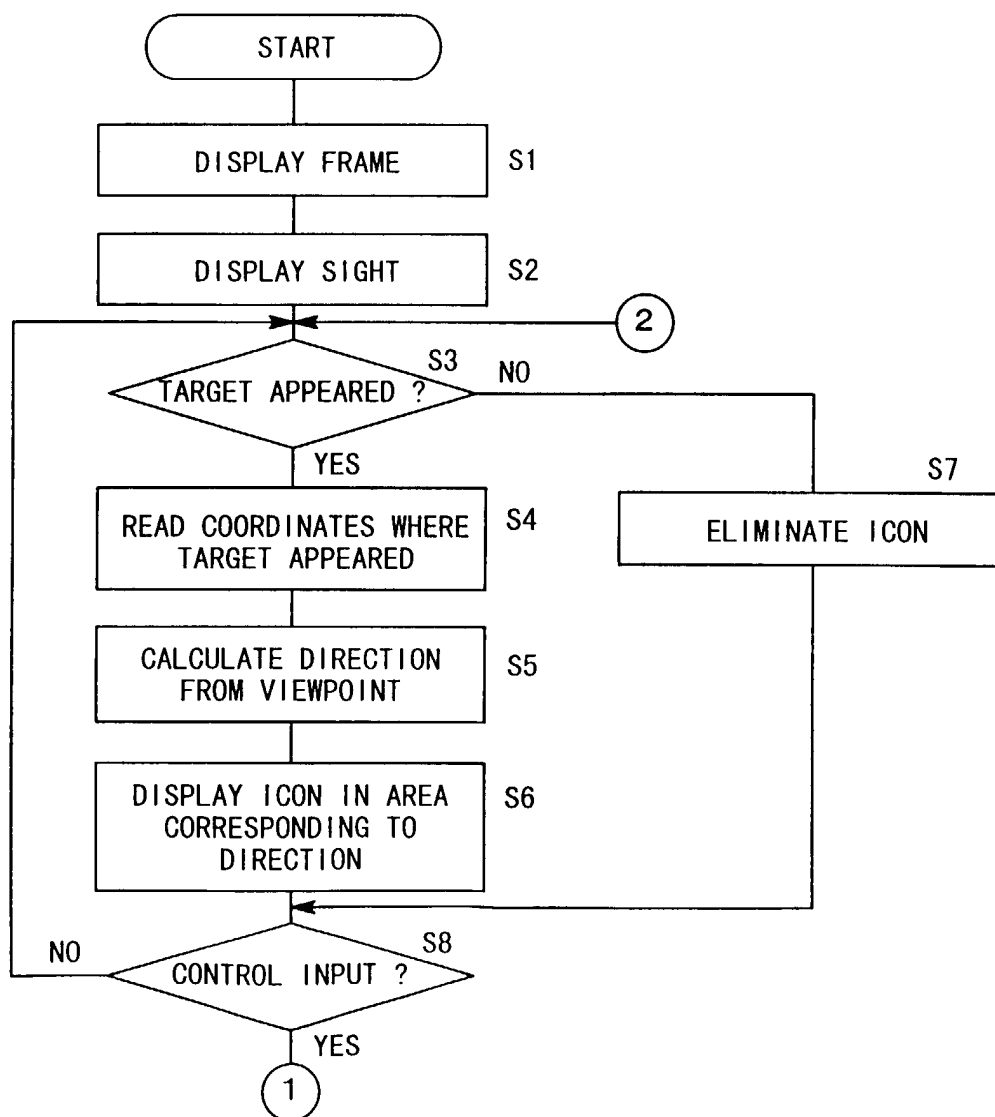 START
DISPLAY FRAME
S1
DISPLAY SIGHT
S2
2
S3
TARGET APPEARED ?
NO
YES
S7
READ COORDINATES WHERE
TARGET APPEARED
S4
ELIMINATE ICON
CALCULATE DIRECTION
FROM VIEWPOINT
S5
DISPLAY ICON IN AREA
CORRESPONDING TO
DIRECTION
S6
NO
S8
CONTROL INPUT ?
YES
1